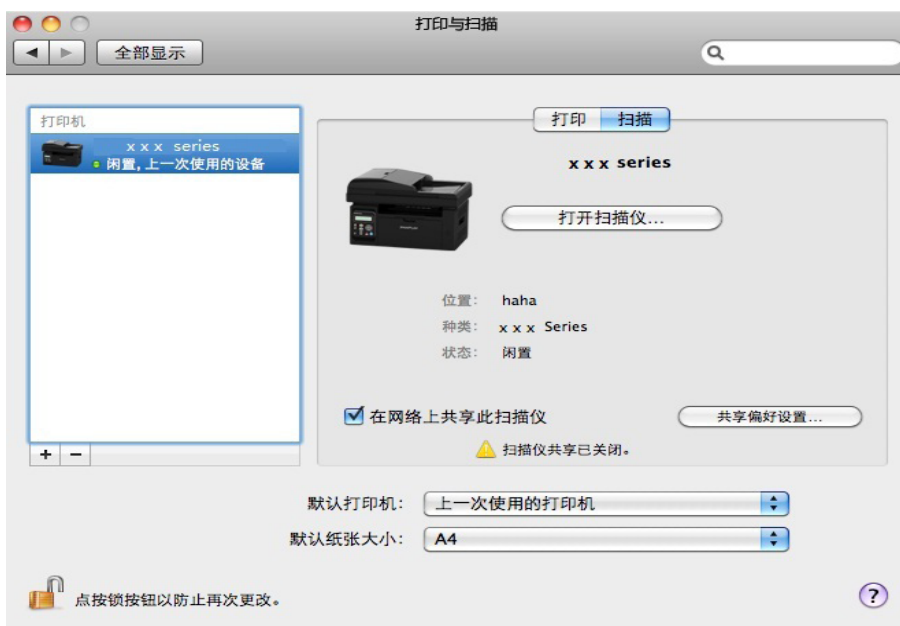 打印与扫描
全部显示
打印机
x x x series
闲置,上一次使用的设备
打印 扫描
x x x series
打开扫描仪...
位置: haha
种类: x x x Series
状态: 闲置
在网络上共享此扫描仪
共享偏好设置...
扫描仪共享已关闭。
+ −
默认打印机: 上一次使用的打印机
默认纸张大小: A4
点按锁按钮以防止再次更改。
?